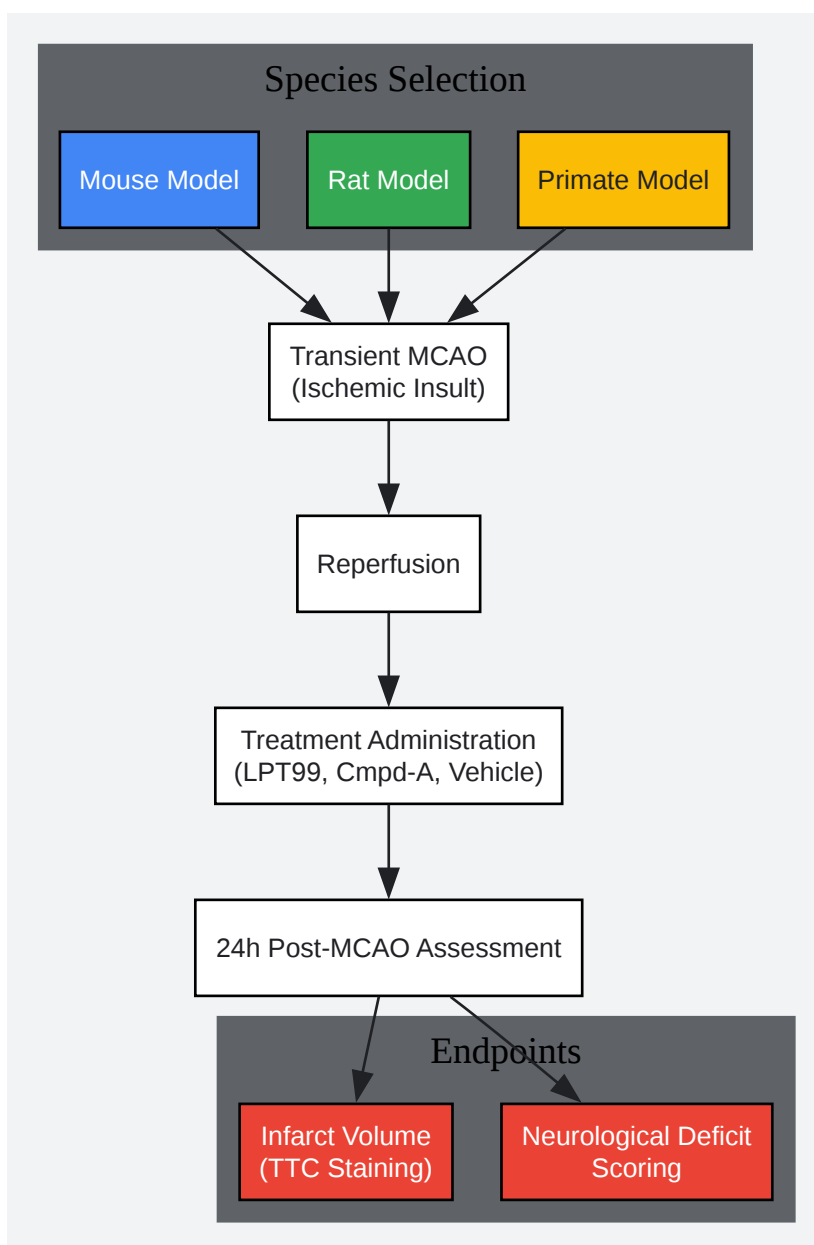 Species Selection
Mouse Model
Rat Model
Primate Model
Transient MCAO
(Ischemic Insult)
Reperfusion
Treatment Administration
(LPT99, Cmpd-A, Vehicle)
24h Post-MCAO Assessment
Endpoints
Infarct Volume
(TTC Staining)
Neurological Deficit
Scoring